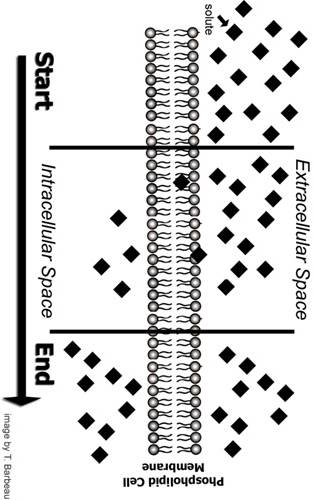 solute
Extracellular Space
Start
Intracellular Space
End
Phospholipid Cell
Membrane
image by T. Barbeau